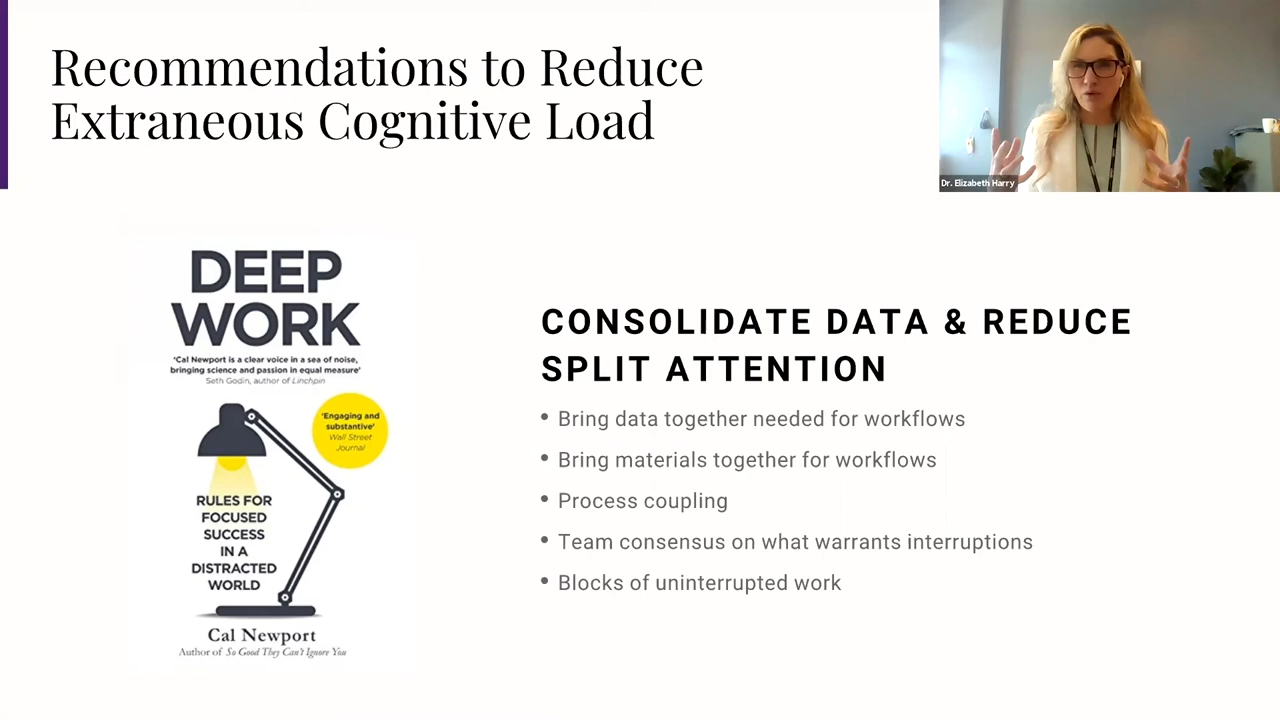 Recommendations to Reduce
Extraneous Cognitive Load
Dr. Elizabeth Harry
DEEP
WORK
'Cal Newport is a clear voice in a sea of noise,
bringing science and passion in equal measure'
Seth Godin, author of Linchpin
'Engaging and
substantive'
Wall Street
Journal
RULES FOR
FOCUSED
SUCCESS
IN A
DISTRACTED
WORLD
Cal Newport
Author of So Good They Can't Ignore You
CONSOLIDATE DATA & REDUCE
SPLIT ATTENTION
• Bring data together needed for workflows
• Bring materials together for workflows
• Process coupling
• Team consensus on what warrants interruptions
• Blocks of uninterrupted work